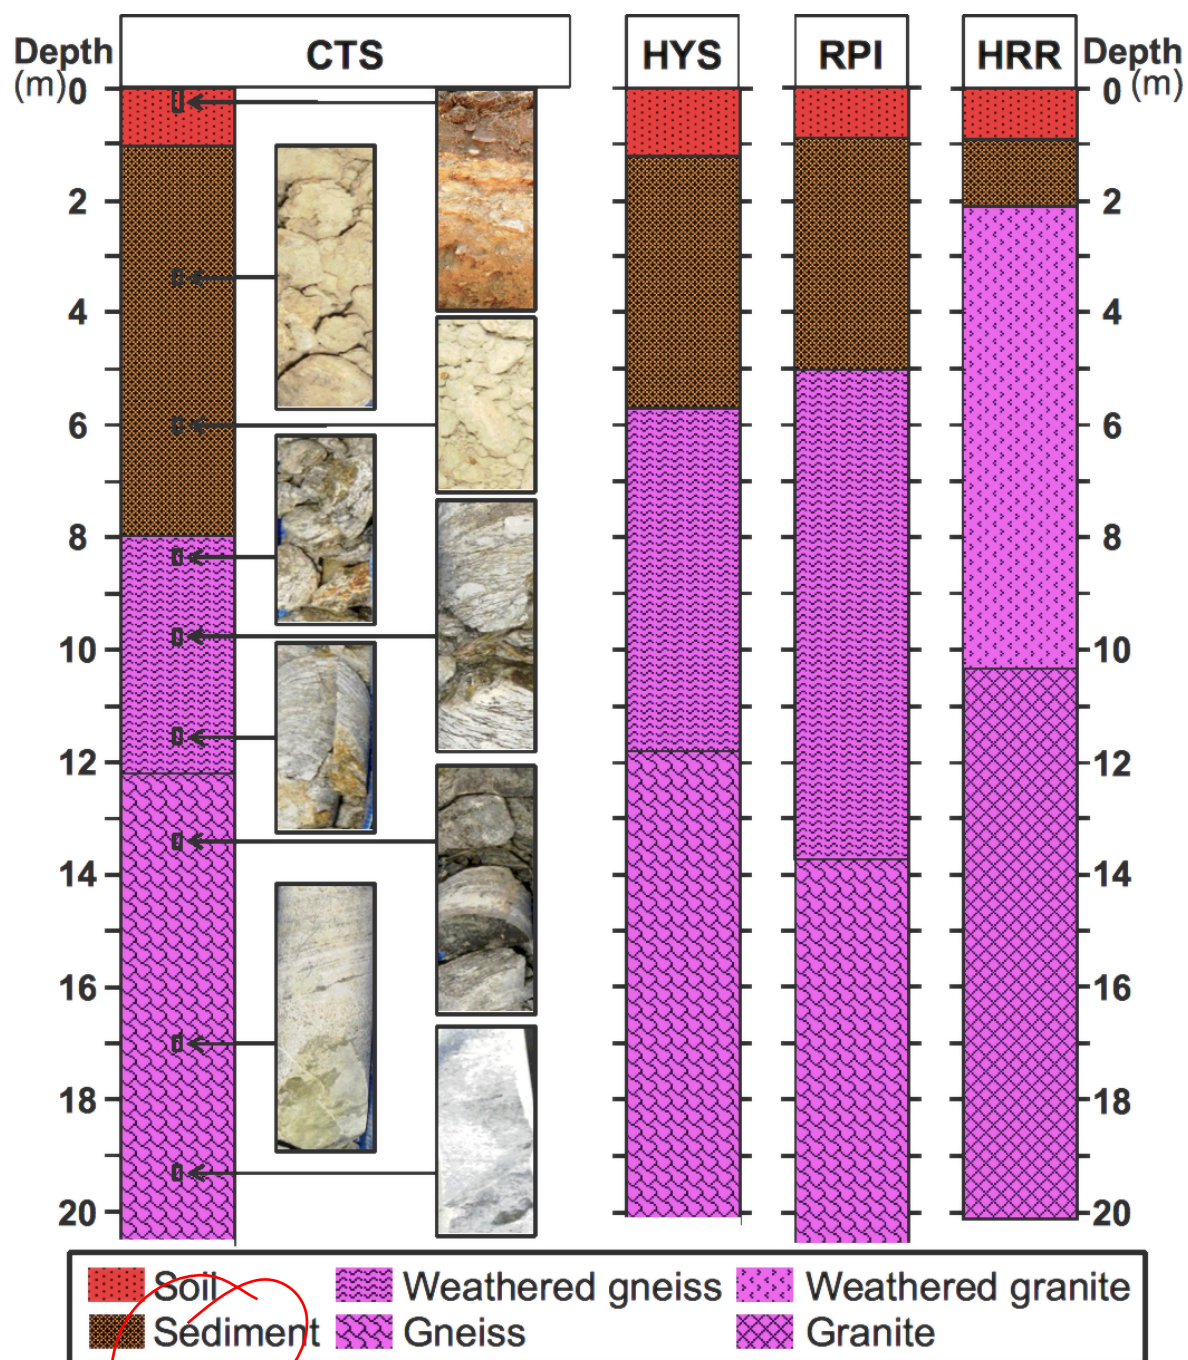 CTS HYS RPI HRR
Depth (m) Depth (m)
0 0
2 2
4 4
6 6
8 8
10 10
12 12
14 14
16 16
18 18
20 20
Soil Weathered gneiss Weathered granite
Sediment Gneiss Granite